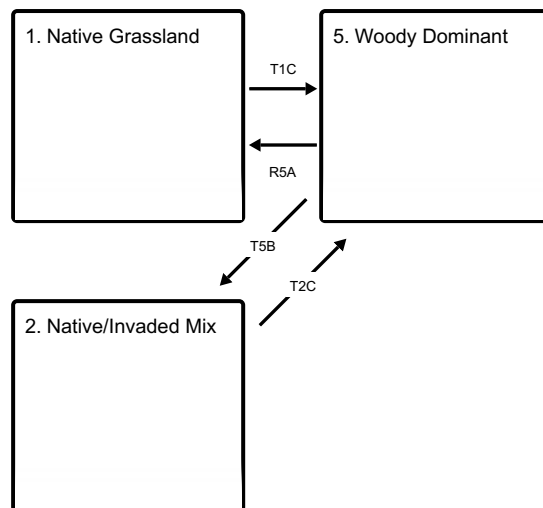 1. Native Grassland
5. Woody Dominant
T1C
R5A
T5B
T2C
2. Native/Invaded Mix